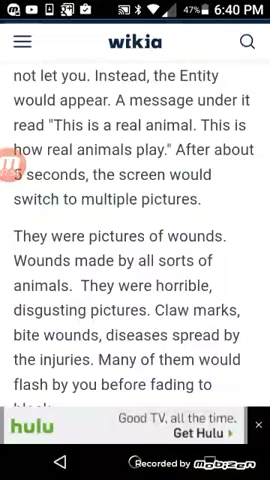 47% 6:40 PM
wikia
not let you. Instead, the Entity
would appear. A message under it
read "This is a real animal. This is
how real animals play." After about
5 seconds, the screen would
switch to multiple pictures.
They were pictures of wounds.
Wounds made by all sorts of
animals. They were horrible,
disgusting pictures. Claw marks,
bite wounds, diseases spread by
the injuries. Many of them would
flash by you before fading to
hulu
Good TV, all the time.
Get Hulu
Recorded by mobizen